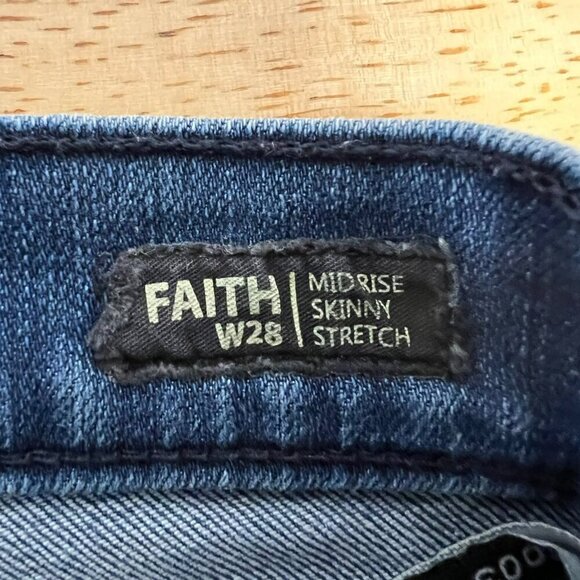 FAITH
W28
MIDRISE
SKINNY
STRETCH